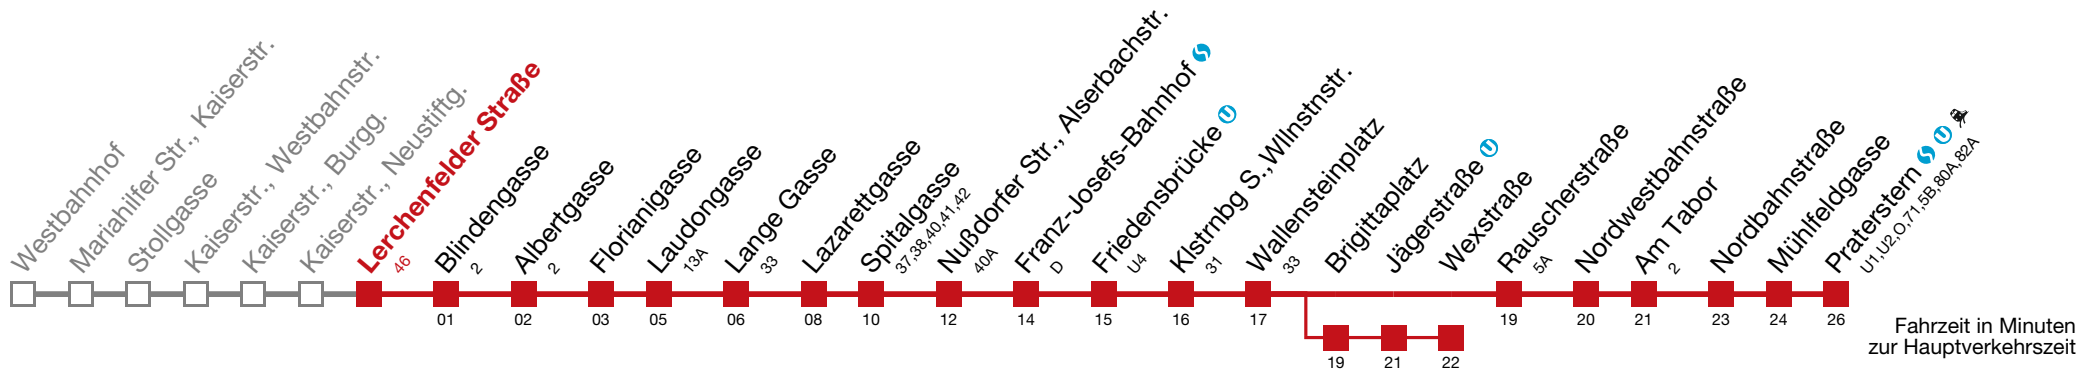 Westbahnhof
Mariahilfer Str., Kaiserstr.
Stollgasse
Kaiserstr., Westbahnstr.
Kaiserstr., Burgg.
Kaiserstr., Neustiftg.
Lerchenfelder Straße
46
Blindengasse
2
01
Albertgasse
2
02
Florianigasse
03
Laudongasse
13A
05
Lange Gasse
33
06
Lazarettgasse
08
Spitalgasse
37,38,40,41,42
10
Nußdorfer Str., Alserbachstr.
40A
12
Franz-Josefs-Bahnhof
D
14
Friedensbrücke U
U4
15
Klstrnbg S., Wllnstnstr.
31
16
Wallensteinplatz
33
17
Brigittaplatz
19
Jägerstraße U
21
Wexstraße
22
Rauscherstraße
5A
19
Nordwestbahnstraße
20
Am Tabor
2
21
Nordbahnstraße
23
Mühlfeldgasse
24
Praterstern S U
U1,U2,O,71,5B,80A,82A
26
Fahrzeit in Minuten
zur Hauptverkehrszeit